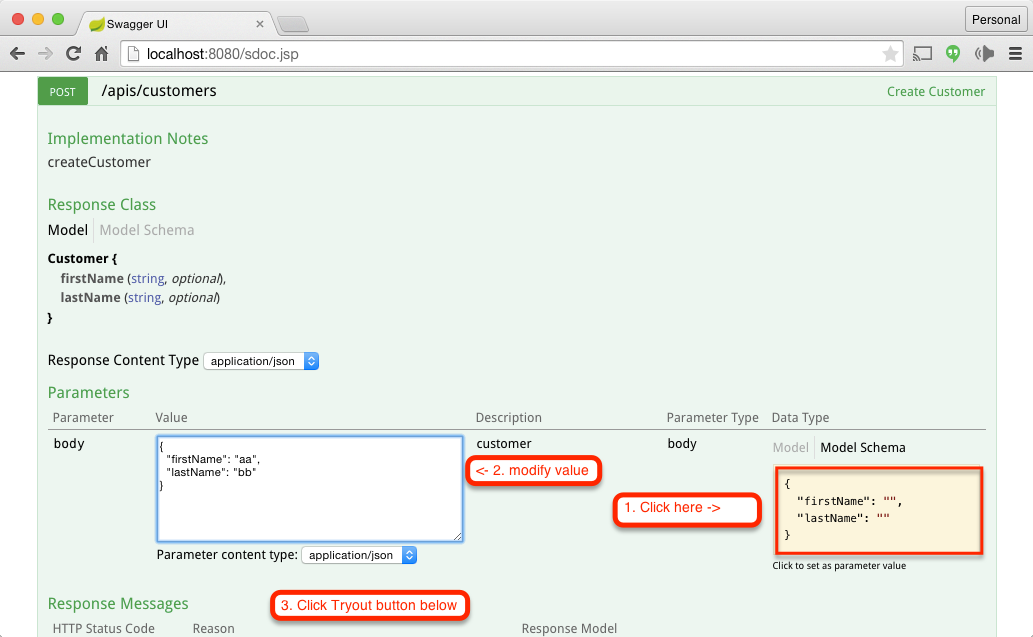 Swagger UI
Personal
localhost:8080/sdoc.jsp
POST /apis/customers Create Customer
Implementation Notes
createCustomer
Response Class
Model Model Schema
Customer {
firstName (string, optional),
lastName (string, optional)
}
Response Content Type application/json
Parameters
Parameter Value Description Parameter Type Data Type
body
{
"firstName": "aa",
"lastName": "bb"
}
customer
<- 2. modify value
body
Model Model Schema
1. Click here ->
{
"firstName": "",
"lastName": ""
}
Click to set as parameter value
Parameter content type: application/json
Response Messages
3. Click Tryout button below
HTTP Status Code Reason Response Model